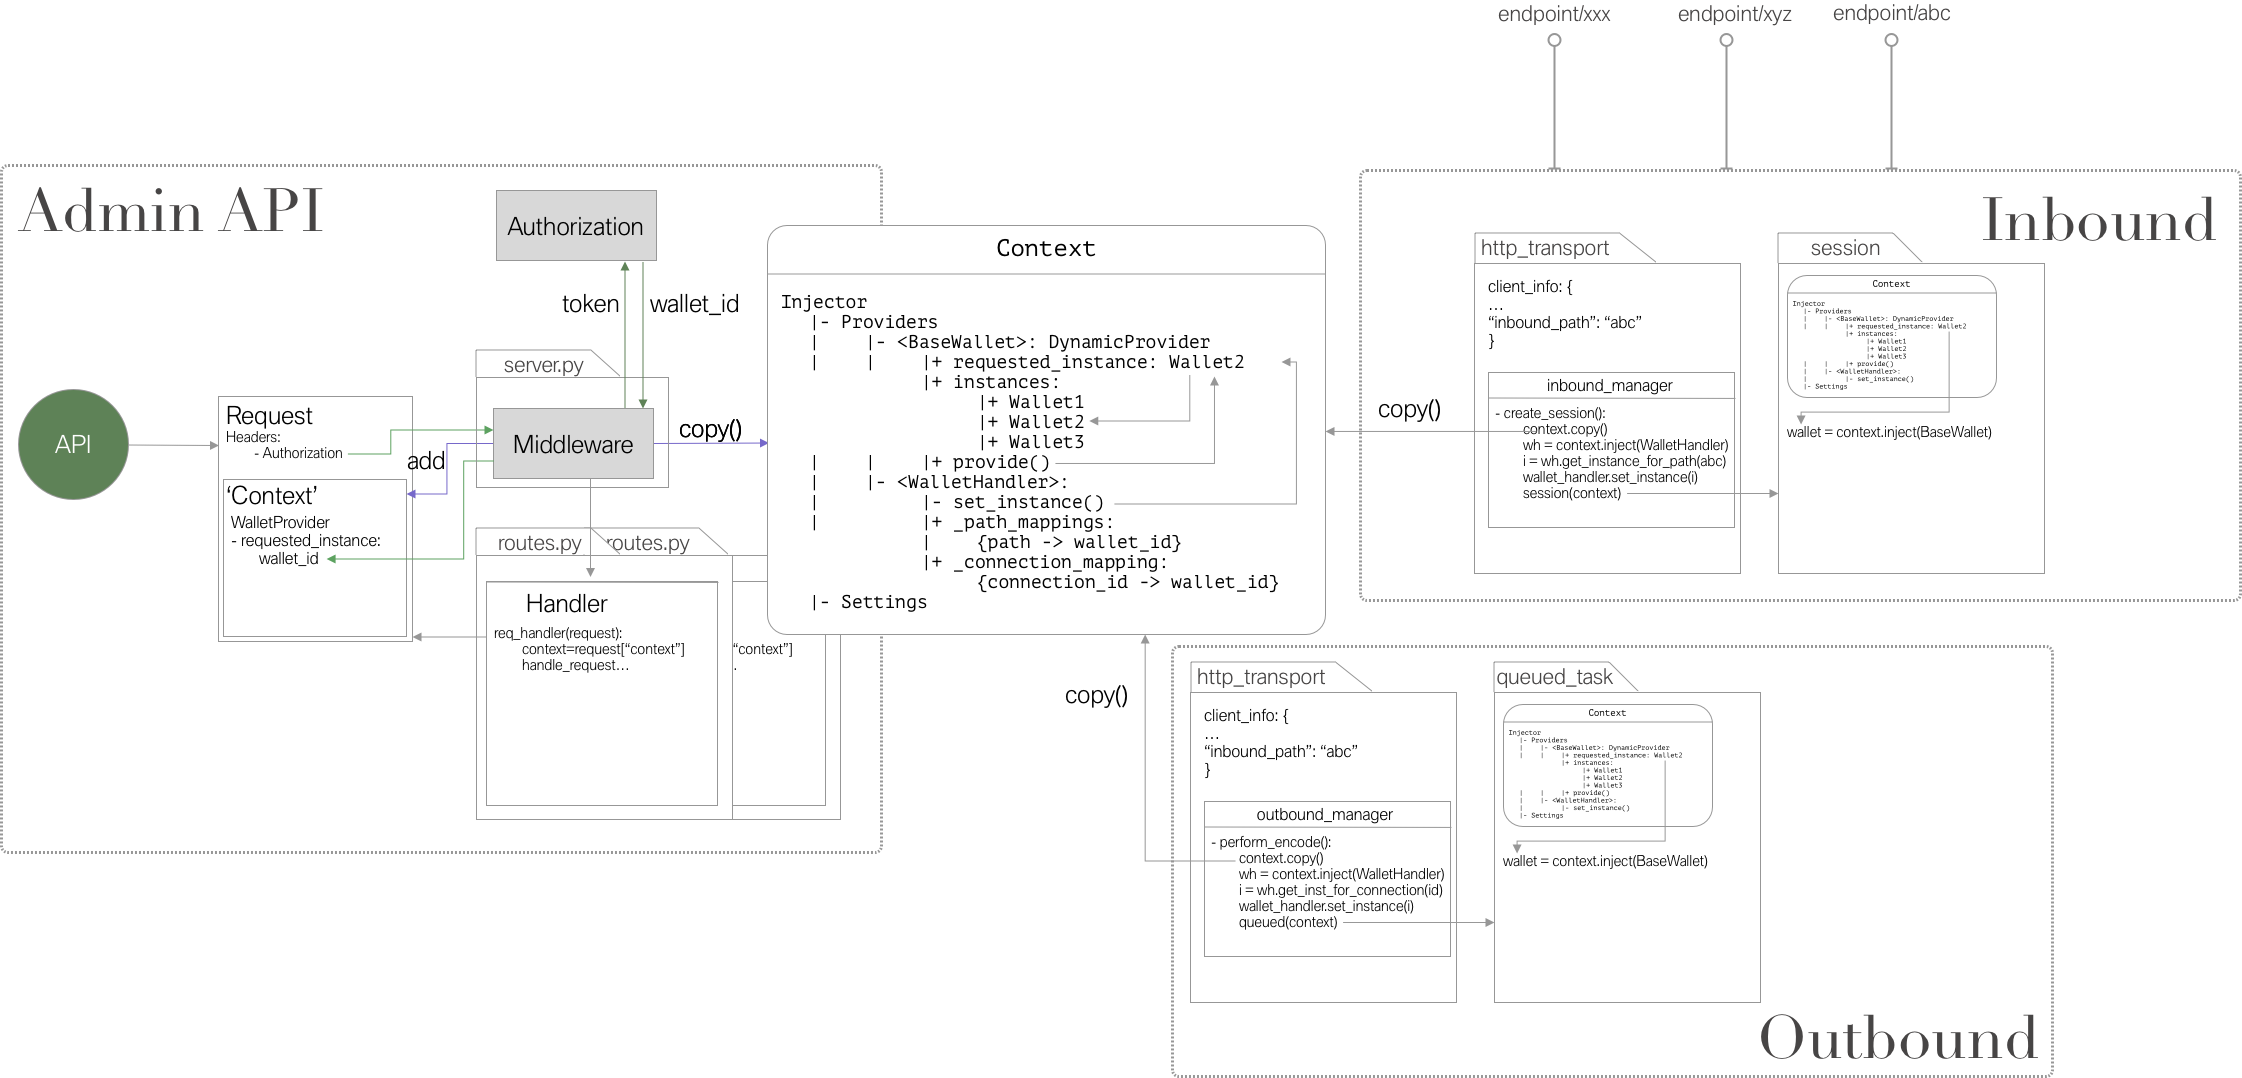 endpoint/xxx
endpoint/xyz
endpoint/abc
Admin API
Authorization
token
wallet_id
server.py
API
Request
Headers:
- Authorization
add
Middleware
copy()
‘Context’
WalletProvider
- requested_instance:
wallet_id
routes.py
routes.py
Handler
req_handler(request):
context=request[“context”]
handle_request...
“context”]
.
Context
Injector
|- Providers
| |- <BaseWallet>: DynamicProvider
| | |+ requested_instance: Wallet2
|+ instances:
|+ Wallet1
|+ Wallet2
|+ Wallet3
| | |+ provide()
| |- <WalletHandler>:
| |- set_instance()
| |+ _path_mappings:
| {path -> wallet_id}
|+ _connection_mapping:
{connection_id -> wallet_id}
|- Settings
copy()
Inbound
http_transport
client_info: {
...
“inbound_path”: “abc”
}
inbound_manager
- create_session():
context.copy()
wh = context.inject(WalletHandler)
i = wh.get_instance_for_path(abc)
wallet_handler.set_instance(i)
session(context)
session
Context
Injector
|- Providers
| |- <BaseWallet>: DynamicProvider
| | |+ requested_instance: Wallet2
|+ instances:
|+ Wallet1
|+ Wallet2
|+ Wallet3
| | |+ provide()
| |- <WalletHandler>:
| |- set_instance()
|- Settings
wallet = context.inject(BaseWallet)
copy()
http_transport
client_info: {
...
“inbound_path”: “abc”
}
outbound_manager
- perform_encode():
context.copy()
wh = context.inject(WalletHandler)
i = wh.get_inst_for_connection(id)
wallet_handler.set_instance(i)
queued(context)
queued_task
Context
Injector
|- Providers
| |- <BaseWallet>: DynamicProvider
| | |+ requested_instance: Wallet2
|+ instances:
|+ Wallet1
|+ Wallet2
|+ Wallet3
| | |+ provide()
| |- <WalletHandler>:
| |- set_instance()
|- Settings
wallet = context.inject(BaseWallet)
Outbound